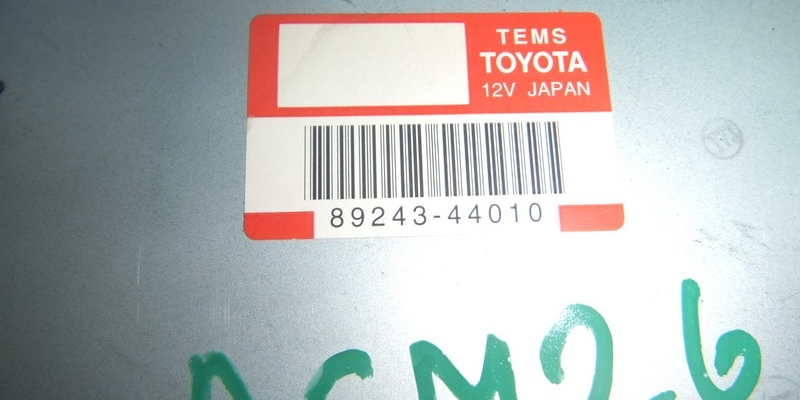 TEMS
TOYOTA
12V JAPAN
89243-44010
ACM26